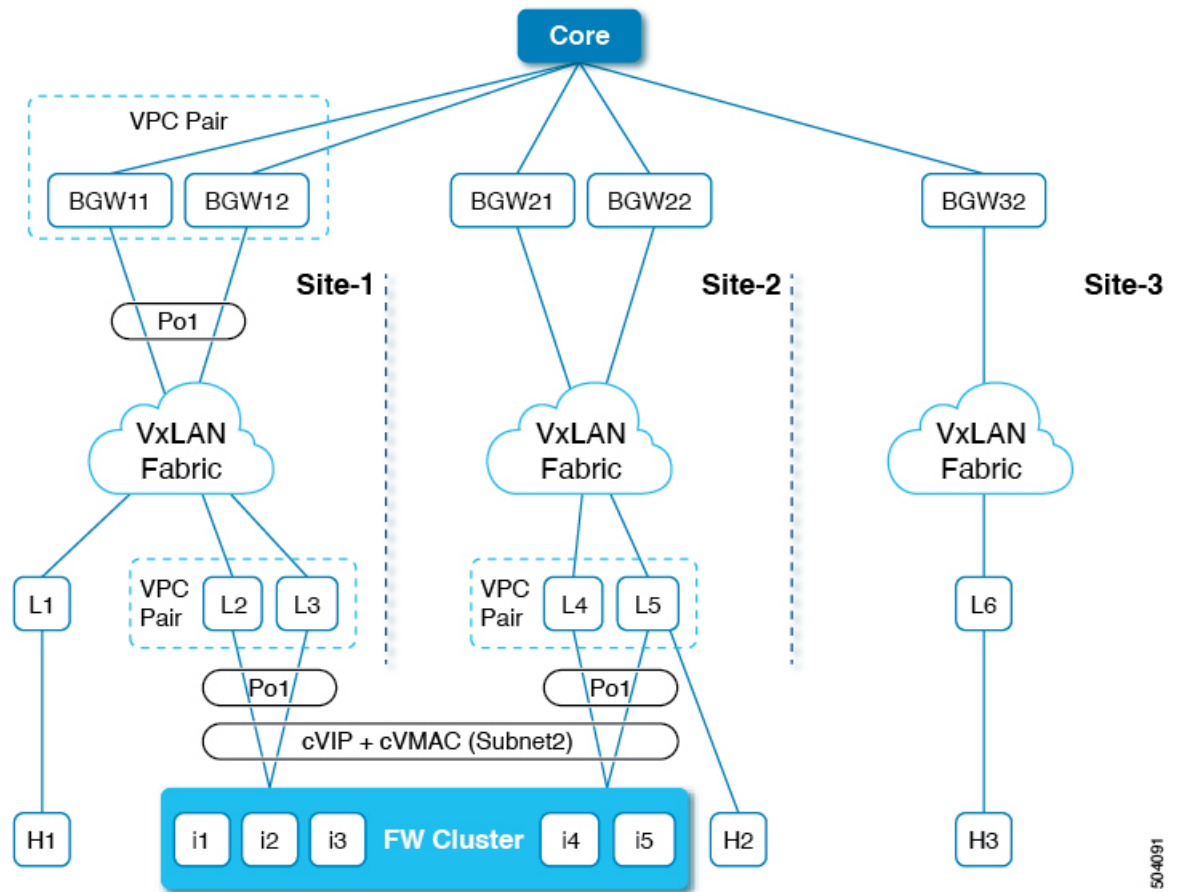 Core
VPC Pair
BGW11
BGW12
BGW21
BGW22
BGW32
Site-1
Site-2
Site-3
Po1
VxLAN
Fabric
VxLAN
Fabric
VxLAN
Fabric
L1
VPC
Pair
L2
L3
VPC
Pair
L4
L5
L6
Po1
Po1
cVIP + cVMAC (Subnet2)
H1
i1
i2
i3
FW Cluster
i4
i5
H2
H3
504091